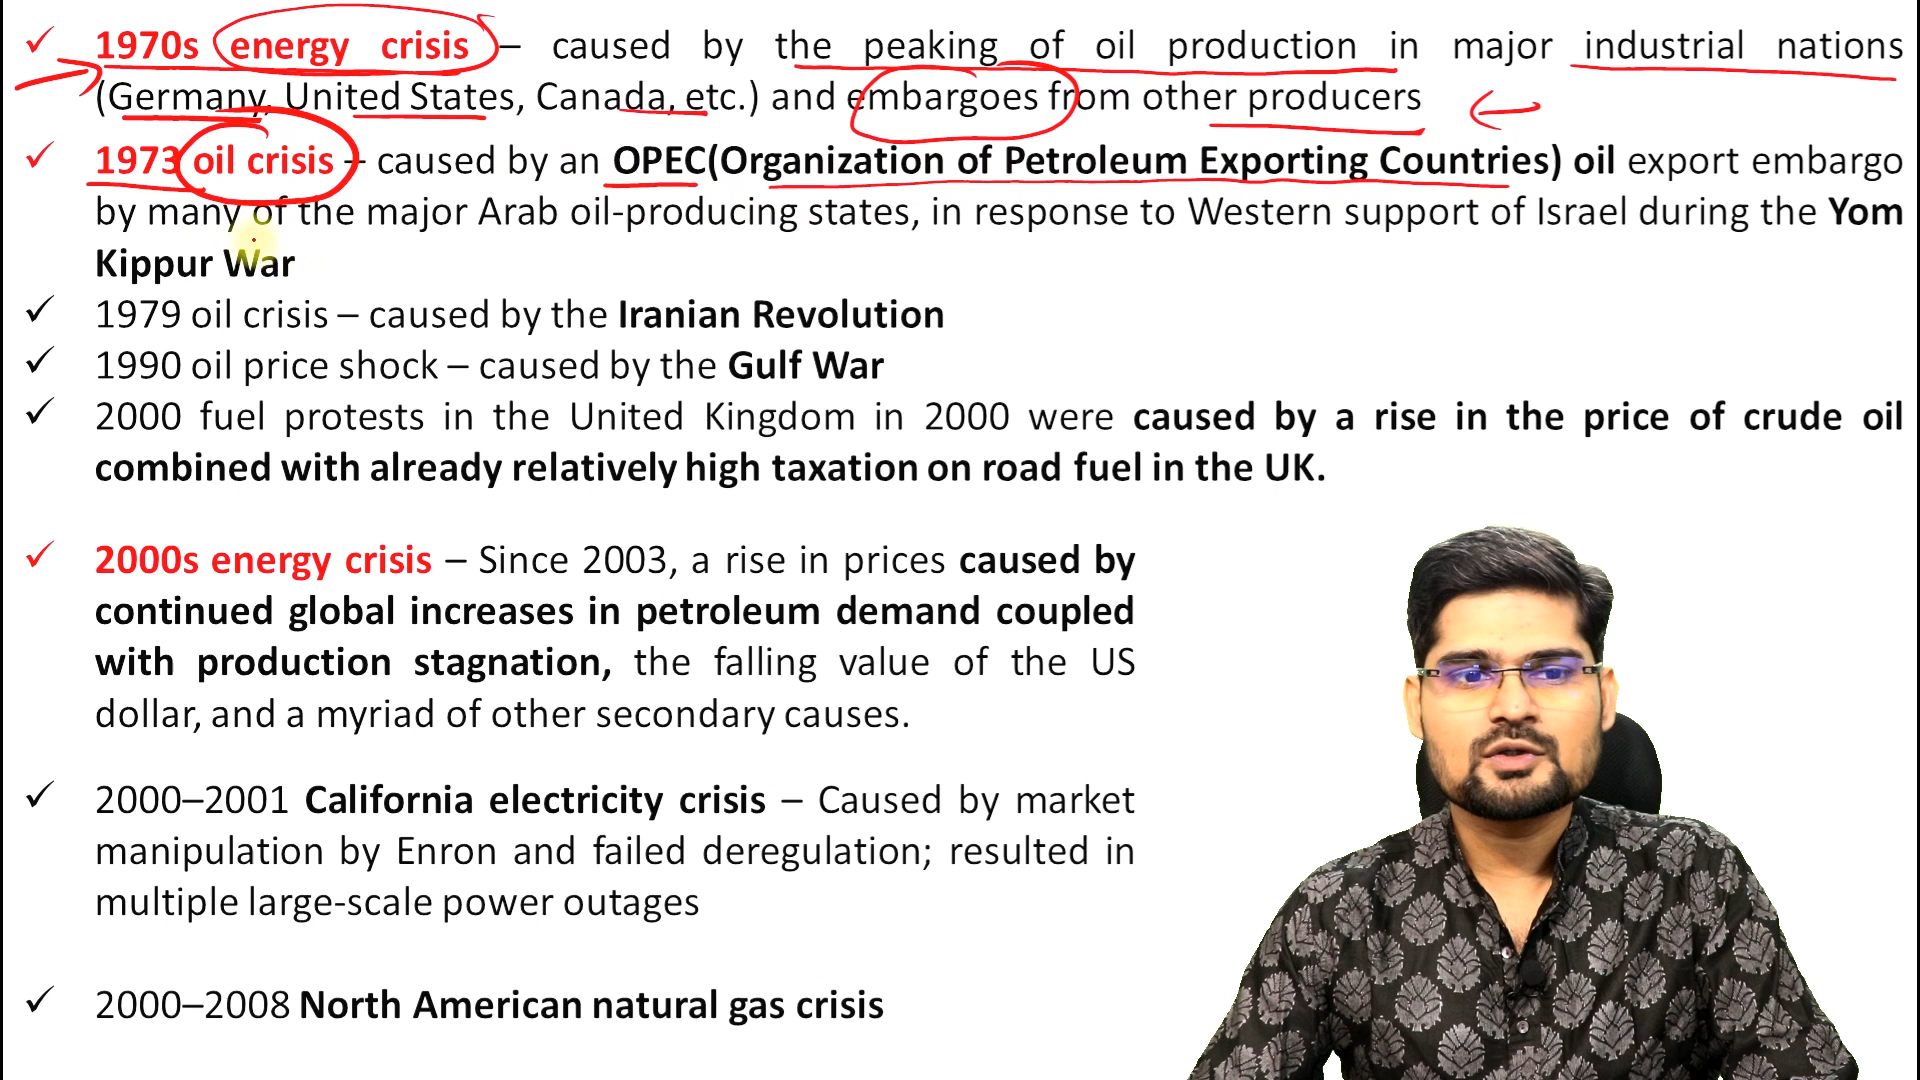 ✓ 1970s energy crisis – caused by the peaking of oil production in major industrial nations
(Germany, United States, Canada, etc.) and embargoes from other producers
✓ 1973 oil crisis – caused by an OPEC(Organization of Petroleum Exporting Countries) oil export embargo
by many of the major Arab oil-producing states, in response to Western support of Israel during the Yom
Kippur War
✓ 1979 oil crisis – caused by the Iranian Revolution
✓ 1990 oil price shock – caused by the Gulf War
✓ 2000 fuel protests in the United Kingdom in 2000 were caused by a rise in the price of crude oil
combined with already relatively high taxation on road fuel in the UK.
✓ 2000s energy crisis – Since 2003, a rise in prices caused by
continued global increases in petroleum demand coupled
with production stagnation, the falling value of the US
dollar, and a myriad of other secondary causes.
✓ 2000–2001 California electricity crisis – Caused by market
manipulation by Enron and failed deregulation; resulted in
multiple large-scale power outages
✓ 2000–2008 North American natural gas crisis